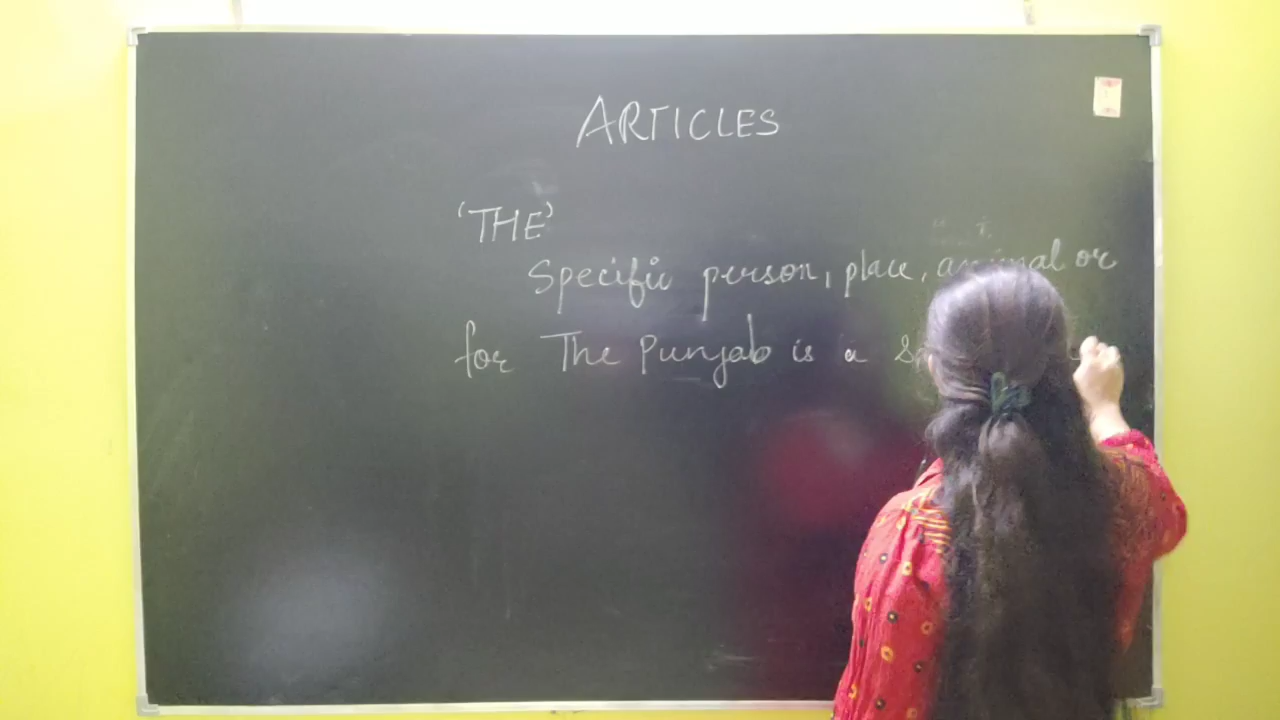 ARTICLES
'THE'
Specific person, place, animal or
for The Punjab is a